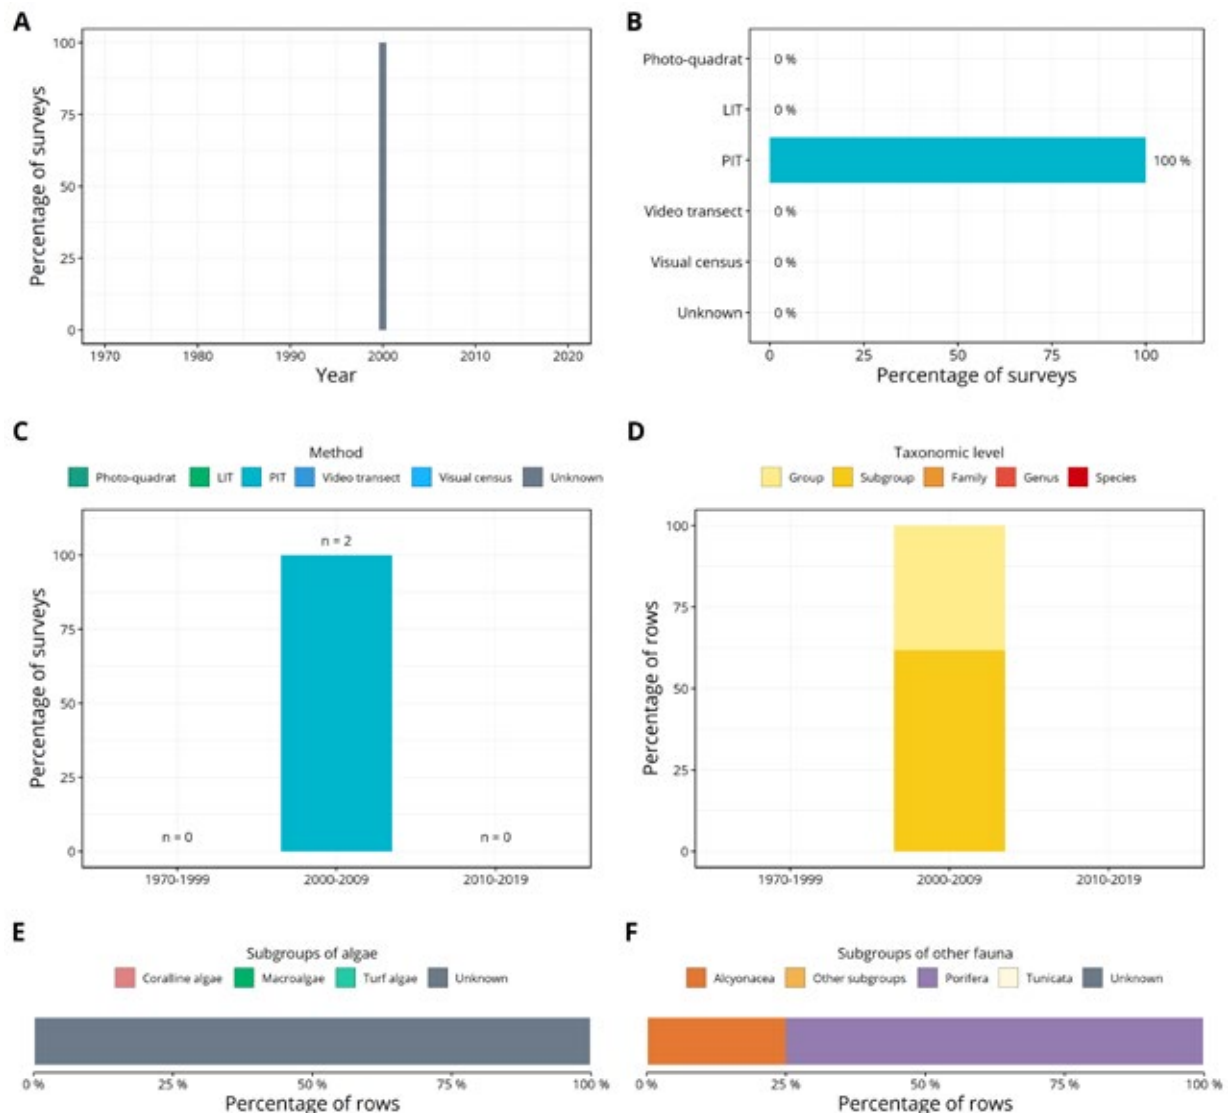 A
Percentage of surveys
100
75
50
25
0
1970 1980 1990 2000 2010 2020
Year
B
Photo-quadrat 0 %
LIT 0 %
PIT 100 %
Video transect 0 %
Visual census 0 %
Unknown 0 %
0 25 50 75 100
Percentage of surveys
C
Method
Photo-quadrat LIT PIT Video transect Visual census Unknown
Percentage of surveys
n = 2
100
75
50
25
n = 0 n = 0
0
1970-1999 2000-2009 2010-2019
D
Taxonomic level
Group Subgroup Family Genus Species
Percentage of rows
100
75
50
25
0
1970-1999 2000-2009 2010-2019
E
Subgroups of algae
Coralline algae Macroalgae Turf algae Unknown
0 % 25 % 50 % 75 % 100 %
Percentage of rows
F
Subgroups of other fauna
Alcyonacea Other subgroups Porifera Tunicata Unknown
0 % 25 % 50 % 75 % 100 %
Percentage of rows